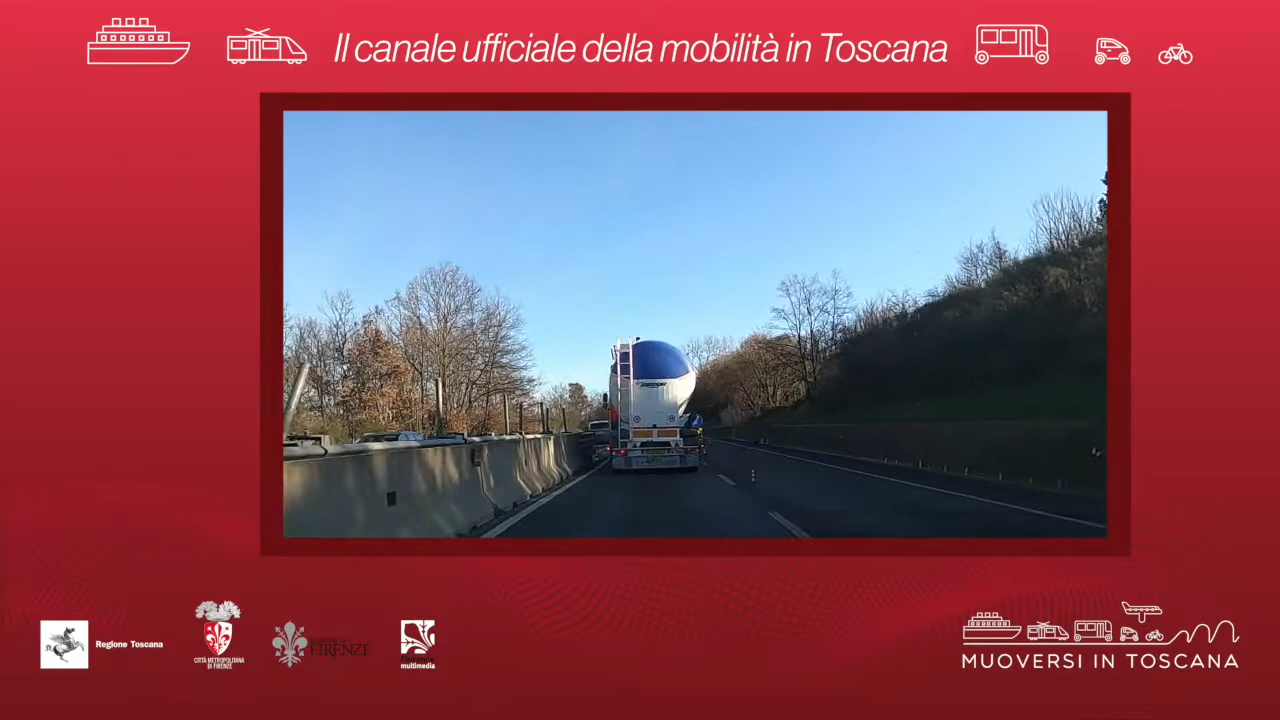 Il canale ufficiale della mobilità in Toscana
Regione Toscana
CITTÀ METROPOLITANA
DI FIRENZE
FIRENZE
multimedia
MUOVERSI IN TOSCANA